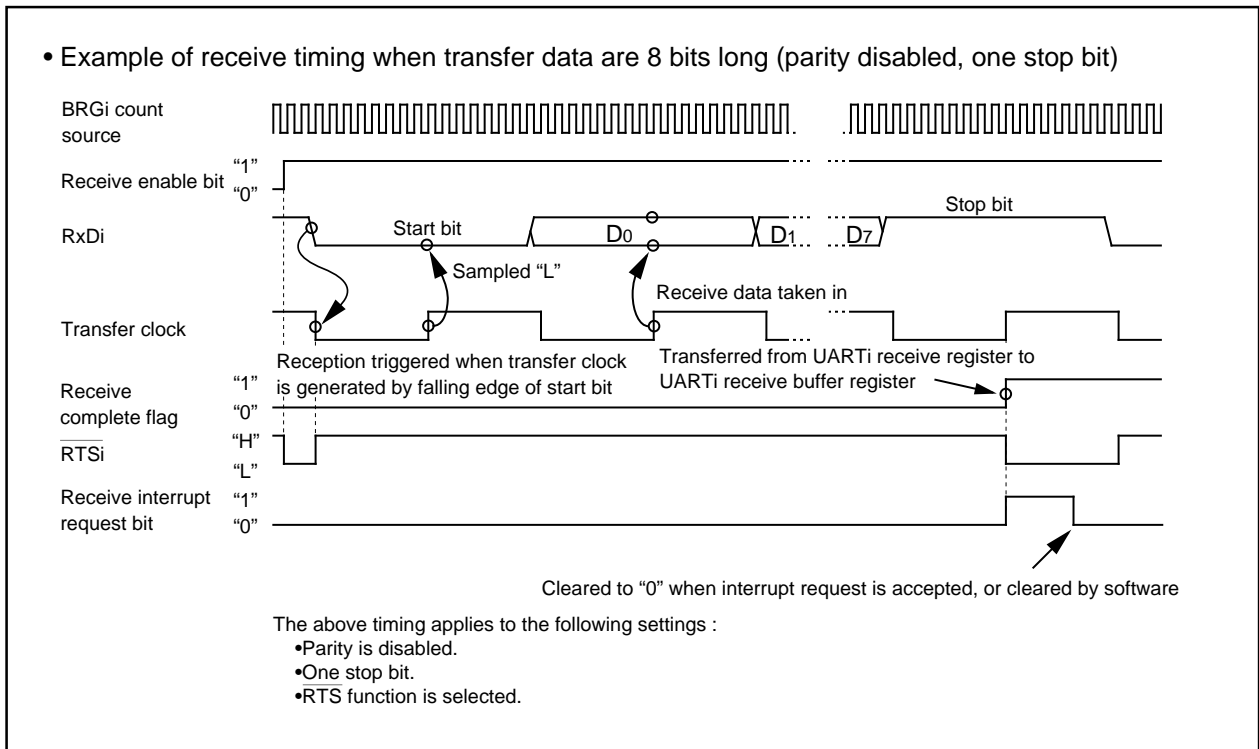 • Example of receive timing when transfer data are 8 bits long (parity disabled, one stop bit)
BRGi count
source
Receive enable bit
“1”
“0”
RxDi
Start bit
D0
D1
D7
Stop bit
Sampled “L”
Receive data taken in
Transfer clock
Reception triggered when transfer clock
is generated by falling edge of start bit
Transferred from UARTi receive register to
UARTi receive buffer register
Receive
complete flag
“1”
“0”
RTSi
“H”
“L”
Receive interrupt
request bit
“1”
“0”
Cleared to “0” when interrupt request is accepted, or cleared by software
The above timing applies to the following settings :
•Parity is disabled.
•One stop bit.
•RTS function is selected.